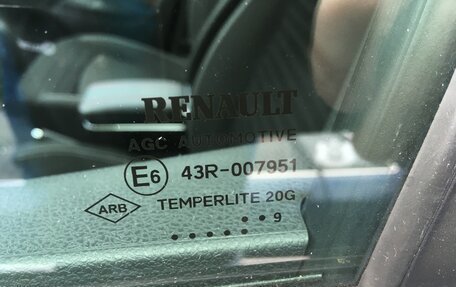 RENAULT
AGC AUTOMOTIVE
E6 43R-007951
ARB TEMPERLITE 20G
•• 9
•••••